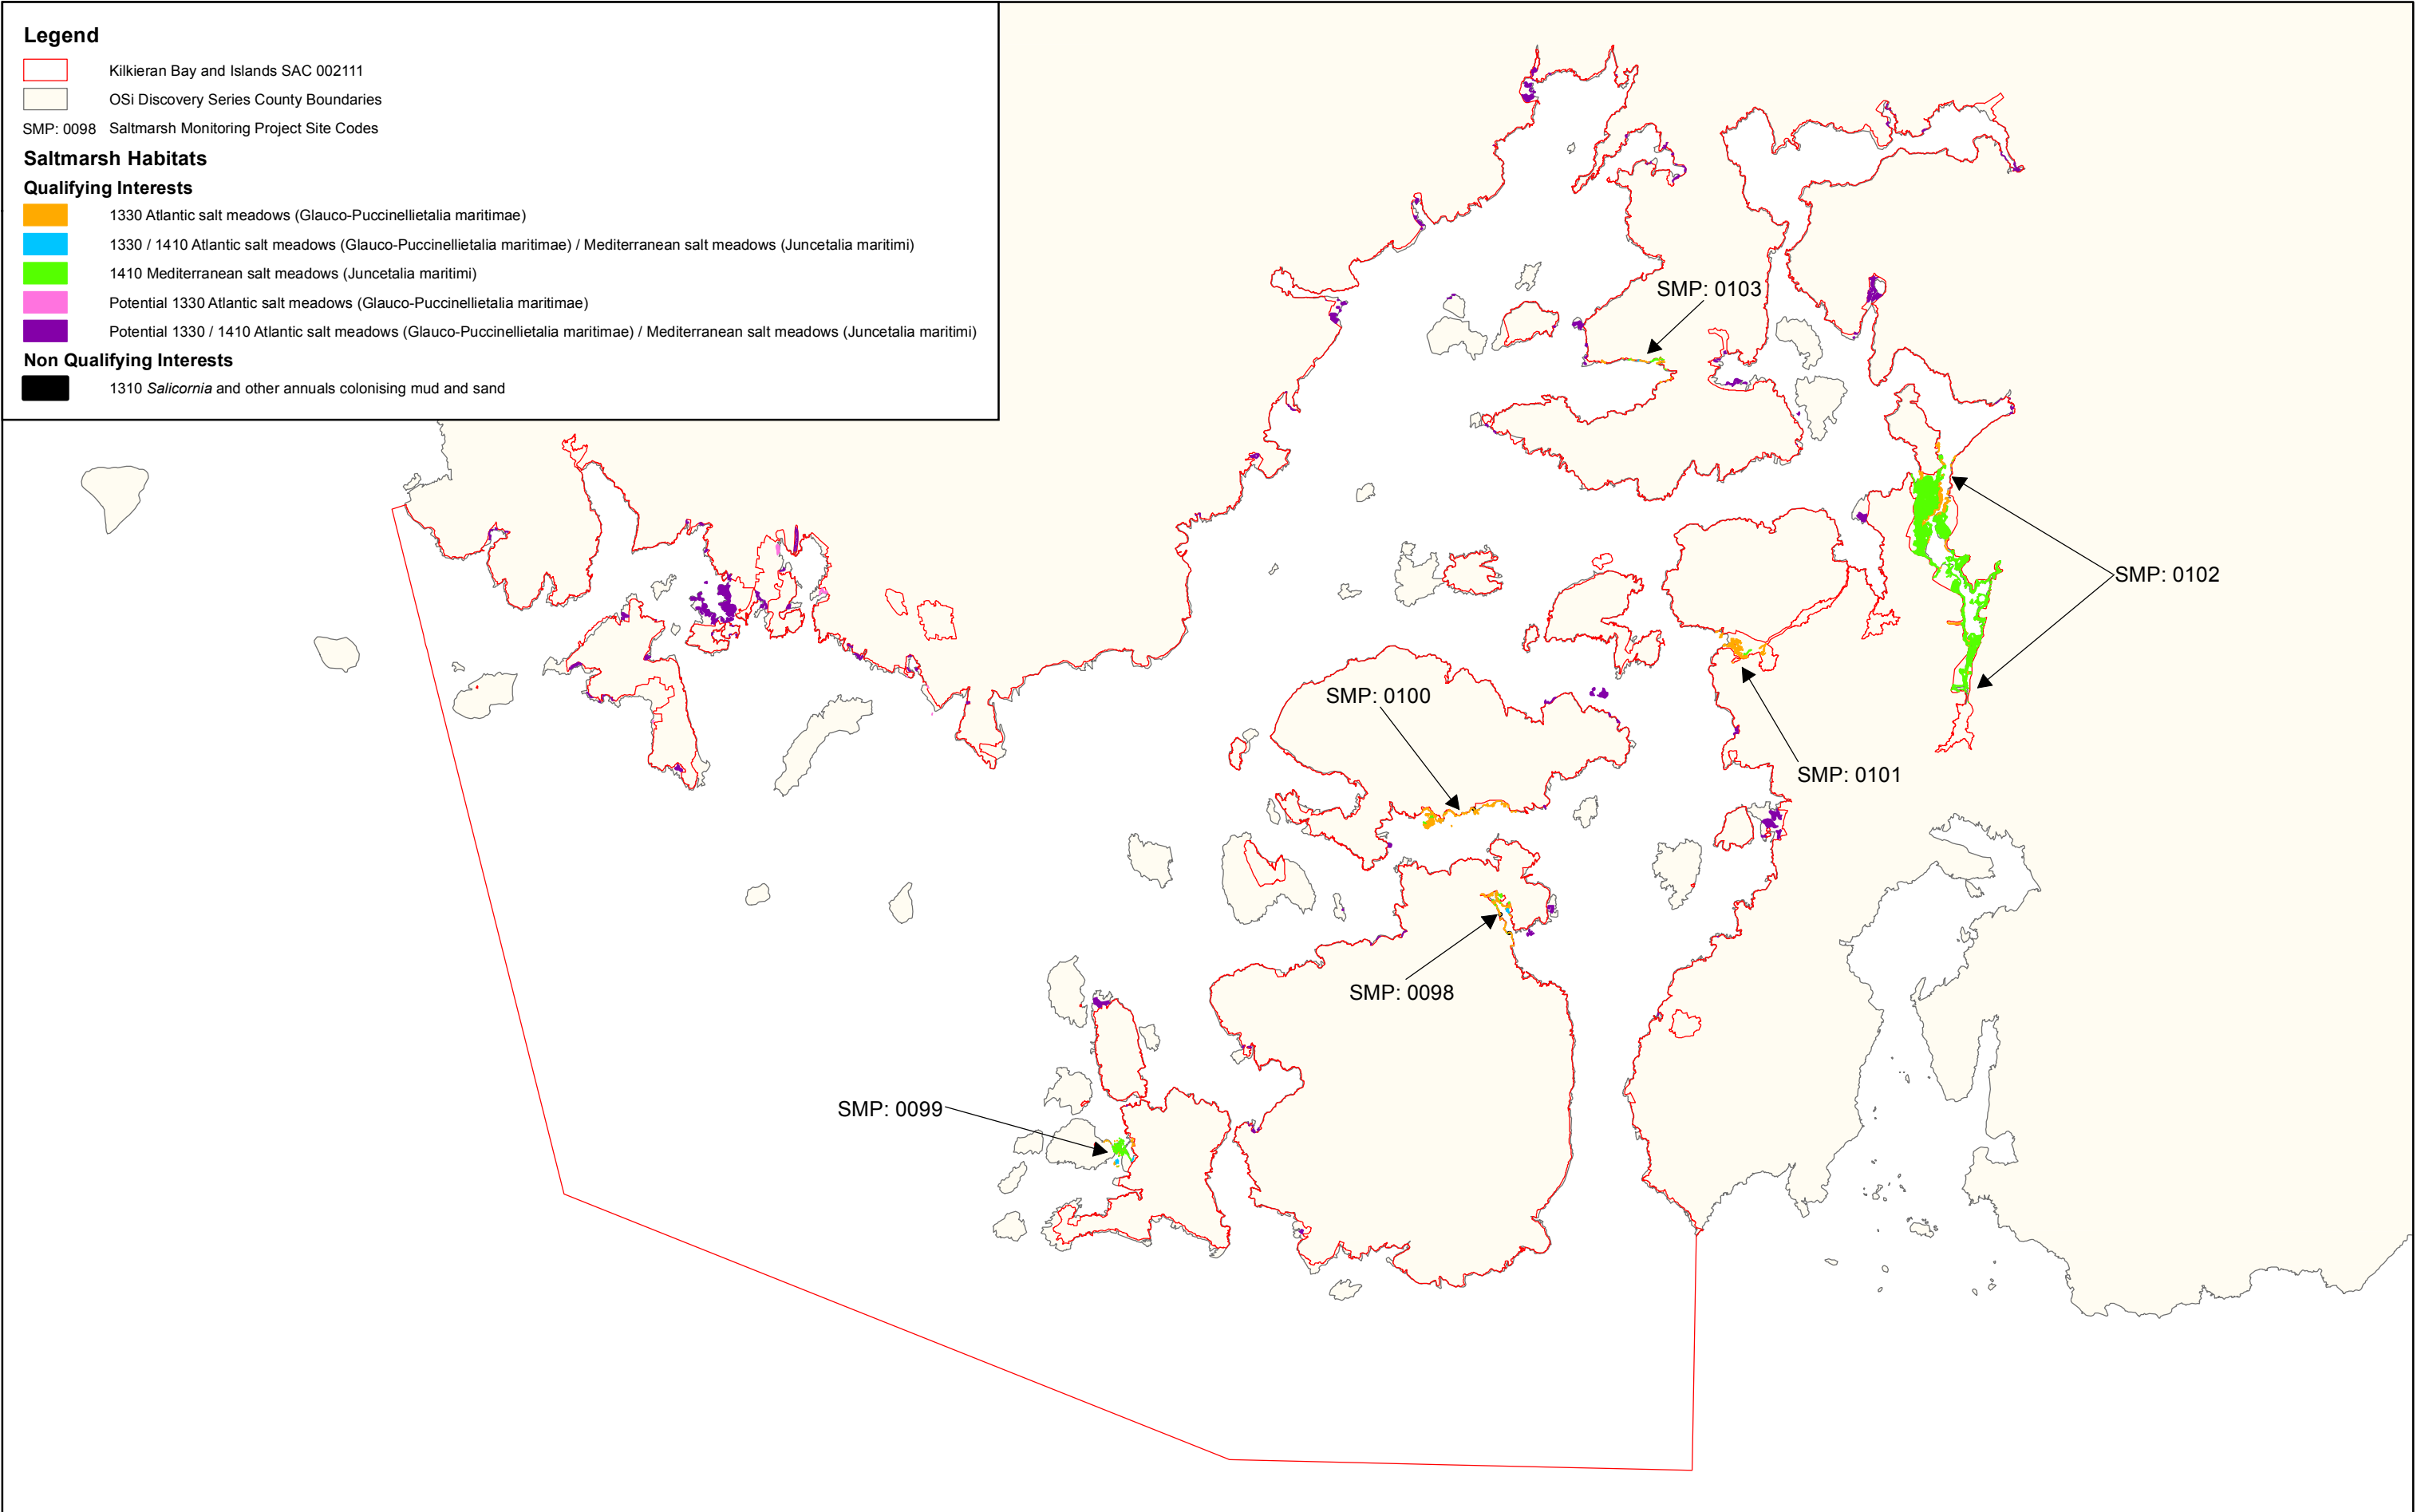 Legend
Kilkieran Bay and Islands SAC 002111
OSi Discovery Series County Boundaries
SMP: 0098 Saltmarsh Monitoring Project Site Codes
Saltmarsh Habitats
Qualifying Interests
1330 Atlantic salt meadows (Glauco-Puccinellietalia maritimae)
1330 / 1410 Atlantic salt meadows (Glauco-Puccinellietalia maritimae) / Mediterranean salt meadows (Juncetalia maritimi)
1410 Mediterranean salt meadows (Juncetalia maritimi)
Potential 1330 Atlantic salt meadows (Glauco-Puccinellietalia maritimae)
Potential 1330 / 1410 Atlantic salt meadows (Glauco-Puccinellietalia maritimae) / Mediterranean salt meadows (Juncetalia maritimi)
Non Qualifying Interests
1310 Salicornia and other annuals colonising mud and sand
SMP: 0103
SMP: 0102
SMP: 0100
SMP: 0101
SMP: 0098
SMP: 0099